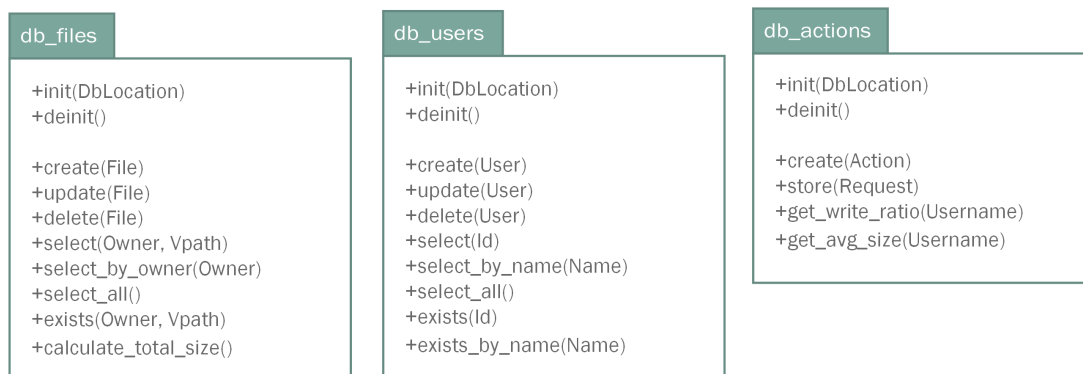 db_files
+init(DbLocation)
+deinit()
+create(File)
+update(File)
+delete(File)
+select(Owner, Vpath)
+select_by_owner(Owner)
+select_all()
+exists(Owner, Vpath)
+calculate_total_size()
db_users
+init(DbLocation)
+deinit()
+create(User)
+update(User)
+delete(User)
+select(Id)
+select_by_name(Name)
+select_all()
+exists(Id)
+exists_by_name(Name)
db_actions
+init(DbLocation)
+deinit()
+create(Action)
+store(Request)
+get_write_ratio(Username)
+get_avg_size(Username)